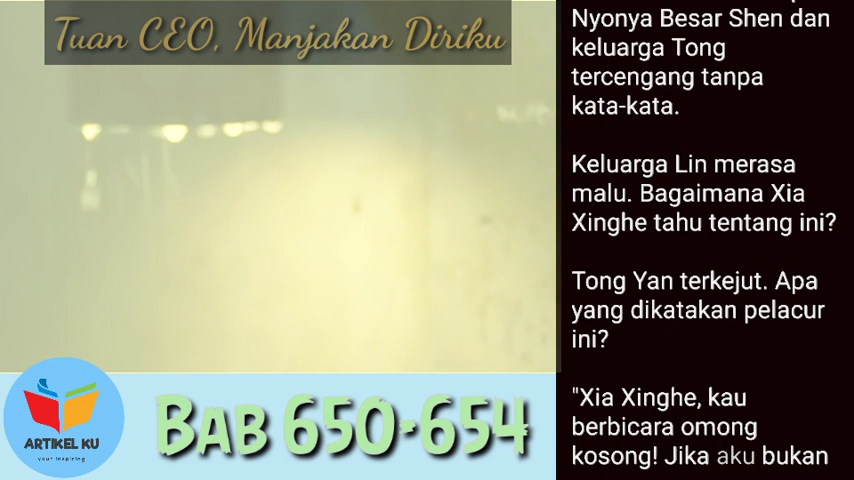 Tuan CEO, Manjakan Diriku
Nyonya Besar Shen dan
keluarga Tong
tercengang tanpa
kata-kata.
Keluarga Lin merasa
malu. Bagaimana Xia
Xinghe tahu tentang ini?
Tong Yan terkejut. Apa
yang dikatakan pelacur
ini?
"Xia Xinghe, kau
berbicara omong
kosong! Jika aku bukan
ARTIKEL KU
your inspiring
BAB 650-654